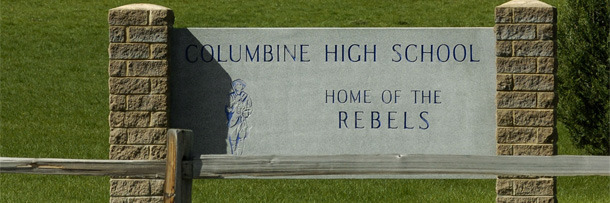 COLUMBINE HIGH SCHOOL
HOME OF THE
REBELS